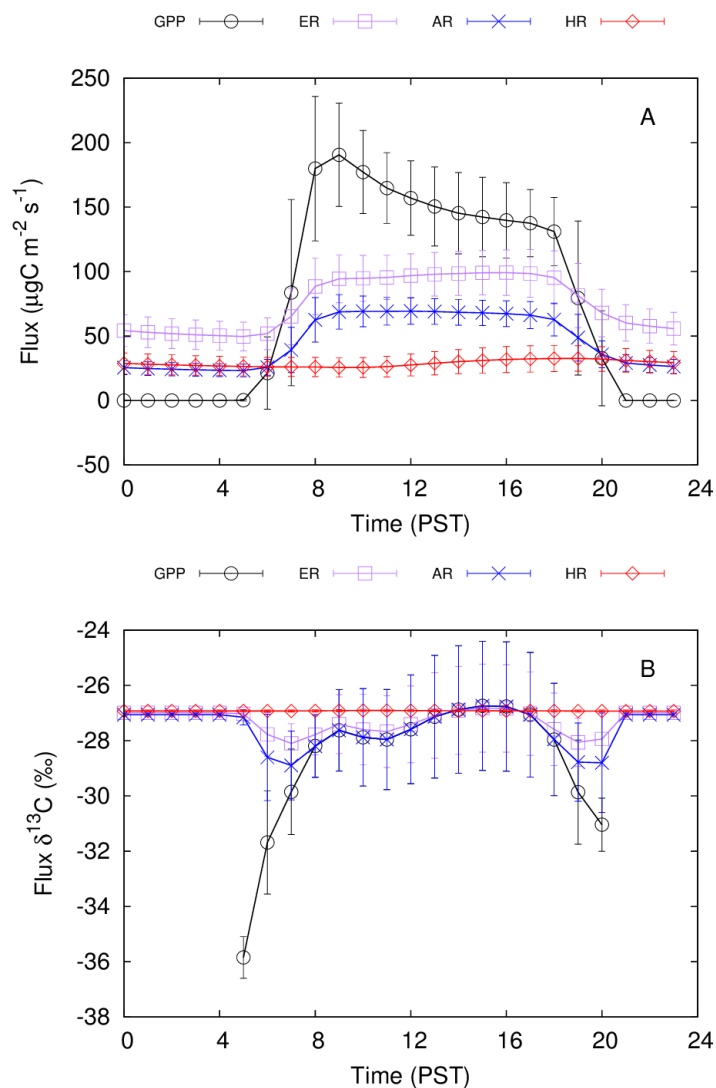 GPP ER AR HR
A
250
200
150
100
50
0
-50
Flux (μgC m⁻² s⁻¹)
0 4 8 12 16 20 24
Time (PST)
GPP ER AR HR
B
-24
-26
-28
-30
-32
-34
-36
-38
Flux δ¹³C (‰)
0 4 8 12 16 20 24
Time (PST)